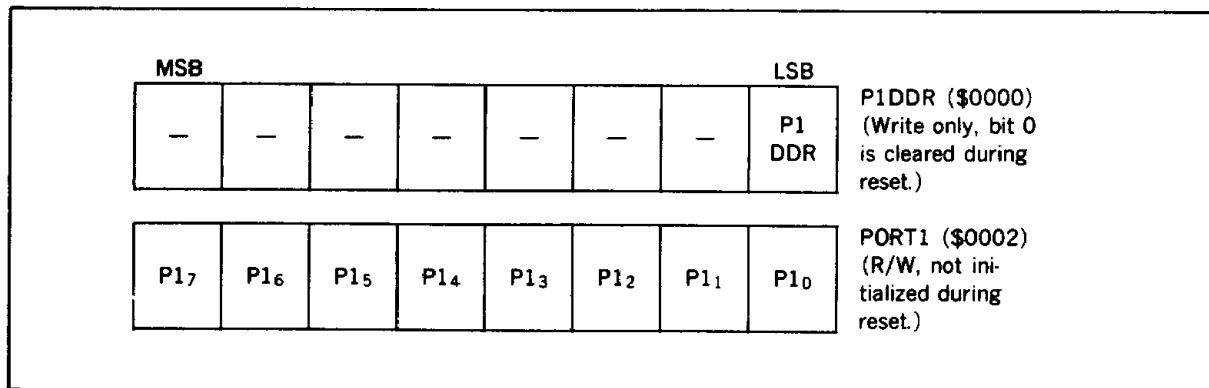 MSB LSB
— — — — — — — P1 DDR
P1DDR ($0000)
(Write only, bit 0
is cleared during
reset.)
P1₇ P1₆ P1₅ P1₄ P1₃ P1₂ P1₁ P1₀
PORT1 ($0002)
(R/W, not ini-
tialized during
reset.)